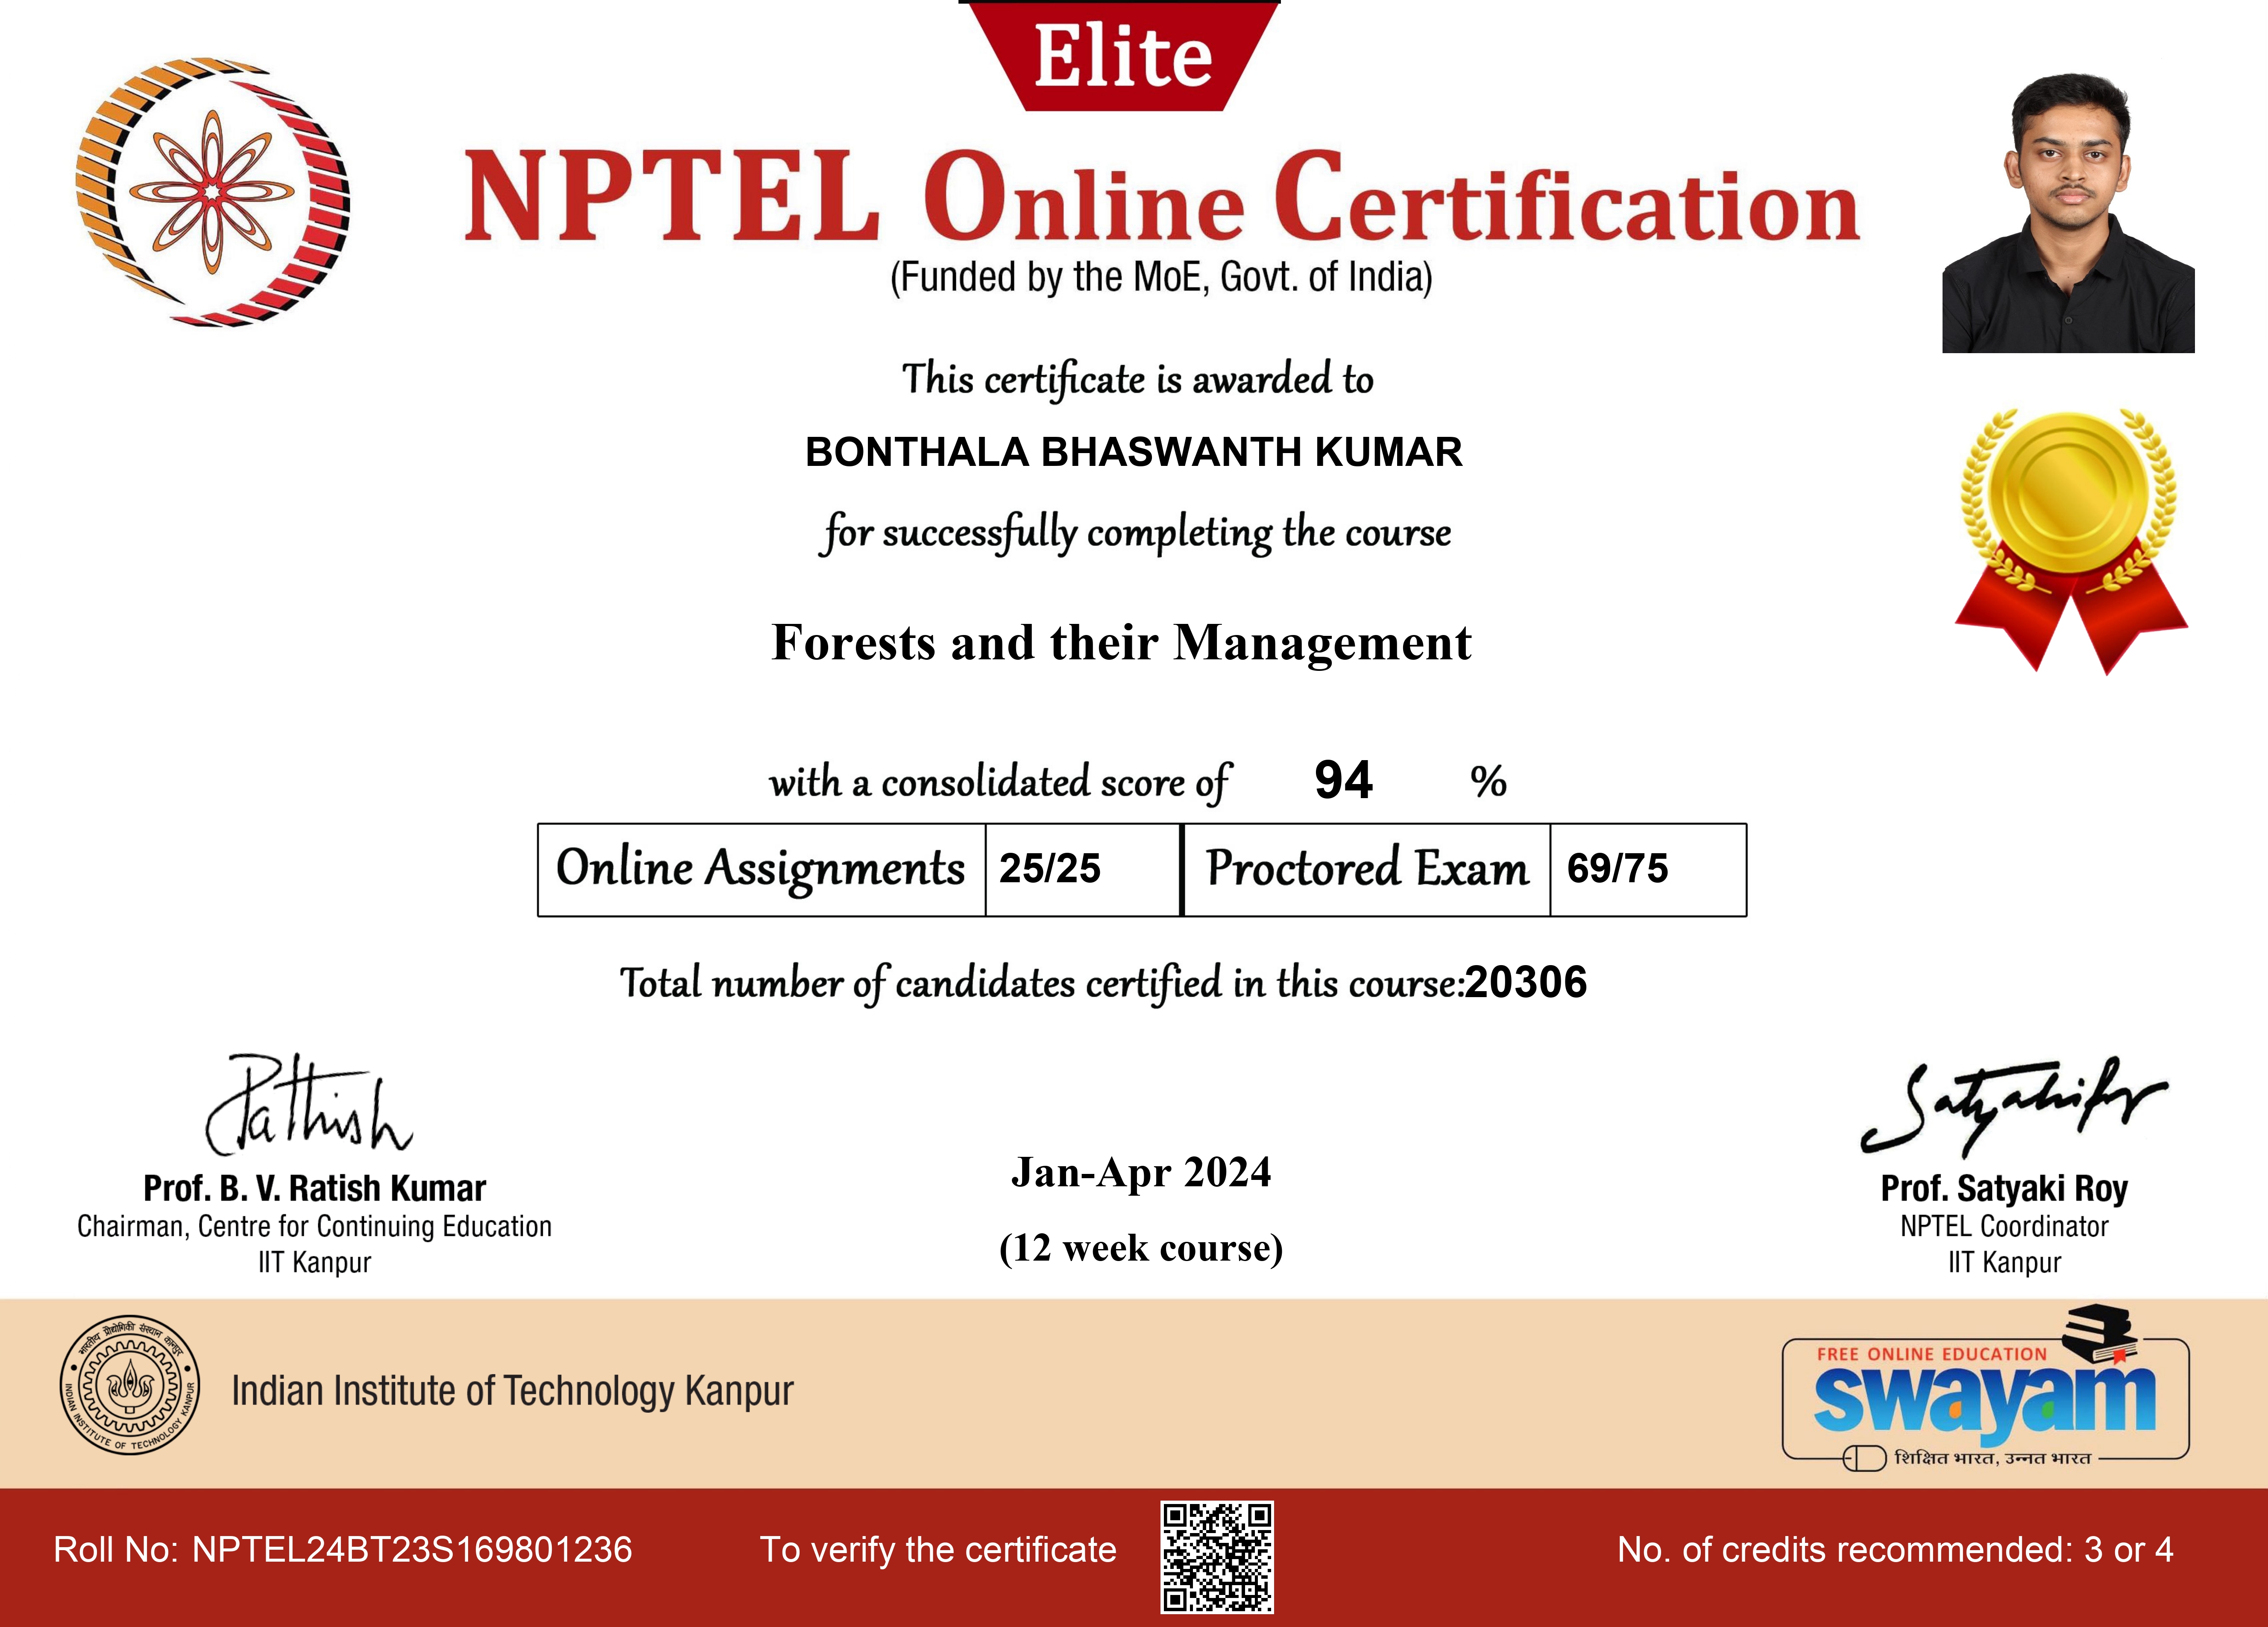 Elite
NPTEL Online Certification
(Funded by the MoE, Govt. of India)
This certificate is awarded to
BONTHALA BHASWANTH KUMAR
for successfully completing the course
Forests and their Management
with a consolidated score of 94 %
Online Assignments 25/25 Proctored Exam 69/75
Total number of candidates certified in this course:20306
Prof. B. V. Ratish Kumar
Chairman, Centre for Continuing Education
IIT Kanpur
Jan-Apr 2024
(12 week course)
Prof. Satyaki Roy
NPTEL Coordinator
IIT Kanpur
भारतीय प्रौद्योगिकी संस्थान कानपुर
INDIAN INSTITUTE OF TECHNOLOGY KANPUR
Indian Institute of Technology Kanpur
FREE ONLINE EDUCATION
swayam
शिक्षित भारत, उन्नत भारत
Roll No: NPTEL24BT23S169801236
To verify the certificate
No. of credits recommended: 3 or 4